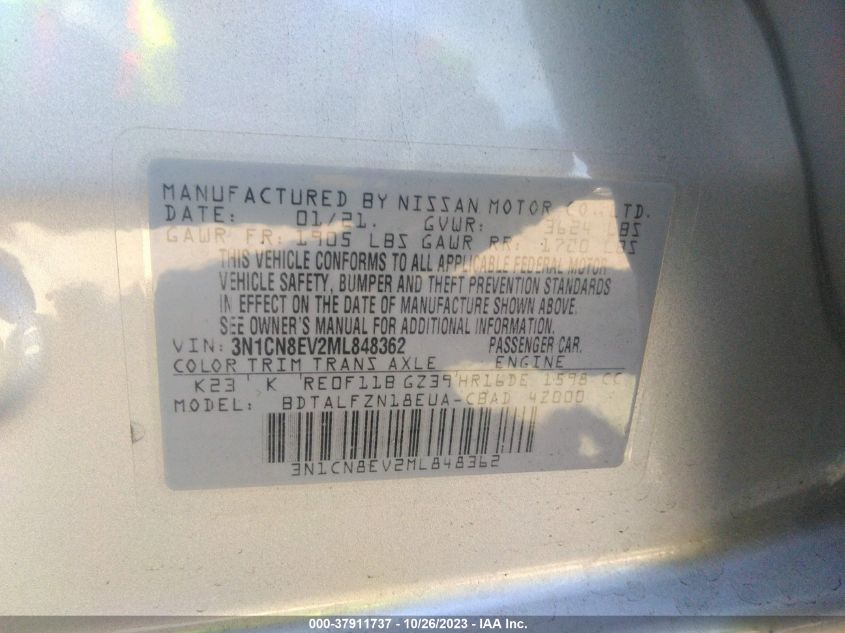 MANUFACTURED BY NISSAN MOTOR CO., LTD.
DATE: 01/21. GVWR: 3624 LBS
GAWR FR: 1905 LBS GAWR RR: 1720 LBS
THIS VEHICLE CONFORMS TO ALL APPLICABLE FEDERAL MOTOR
VEHICLE SAFETY, BUMPER AND THEFT PREVENTION STANDARDS
IN EFFECT ON THE DATE OF MANUFACTURE SHOWN ABOVE.
SEE OWNER'S MANUAL FOR ADDITIONAL INFORMATION.
VIN: 3N1CN8EV2ML848362 PASSENGER CAR.
COLOR TRIM TRANS AXLE ENGINE
K23 K RE0F11B GZ39 HR16DE 1598 CC
MODEL: BDTALFZN18EUA-CBAD 42000
3N1CN8EV2ML848362
000-37911737 - 10/26/2023 - IAA Inc.